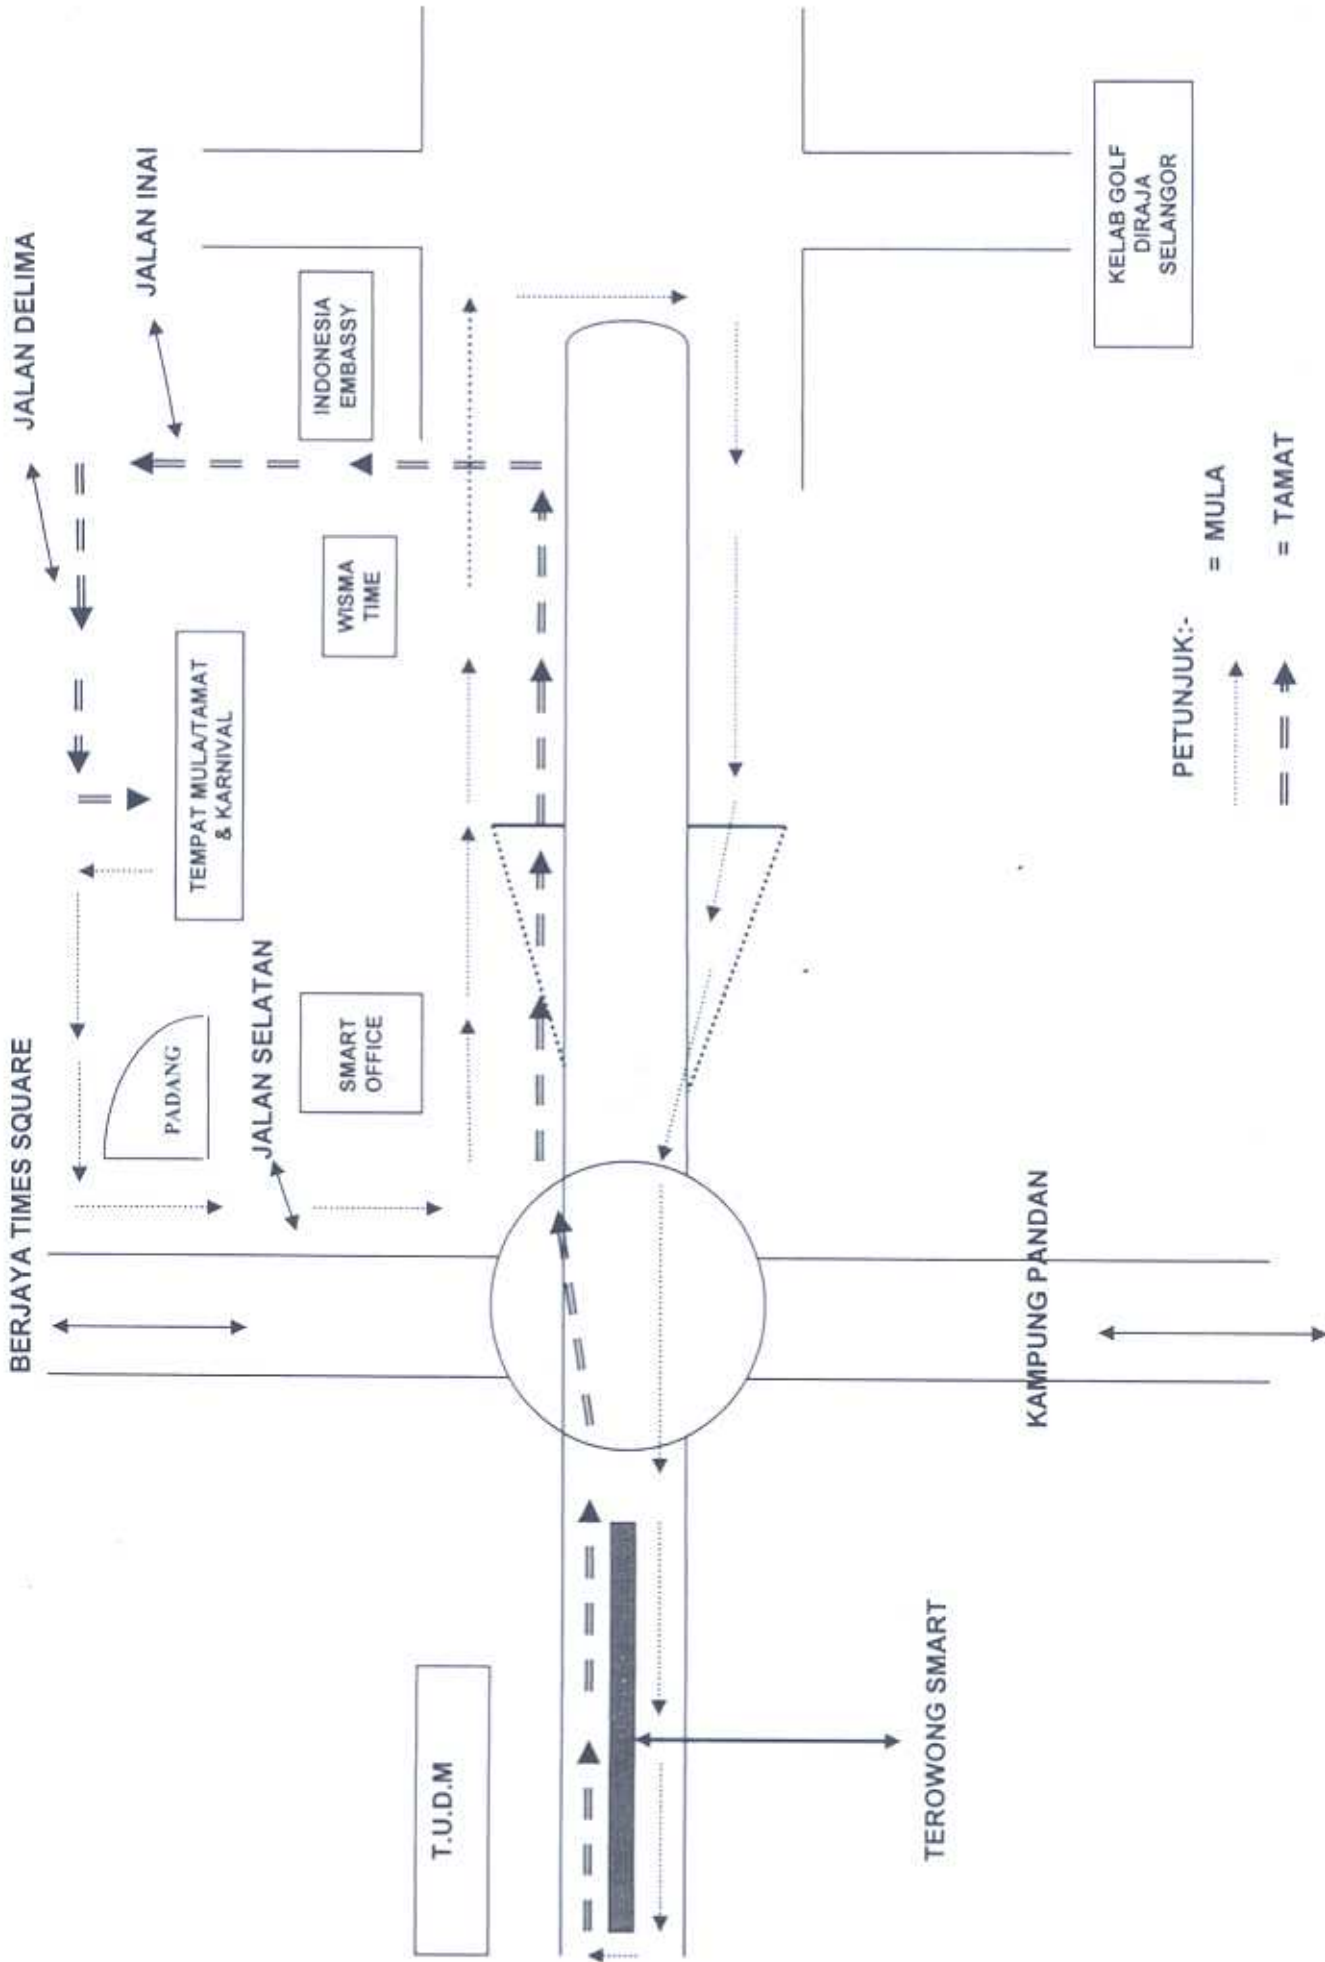 BERJAYA TIMES SQUARE
JALAN DELIMA
JALAN INAI
PADANG
TEMPAT MULA/TAMAT
& KARNIVAL
JALAN SELATAN
SMART
OFFICE
WISMA
TIME
INDONESIA
EMBASSY
T.U.D.M
TEROWONG SMART
KAMPUNG PANDAN
KELAB GOLF
DIRAJA
SELANGOR
PETUNJUK:-
= MULA
= TAMAT